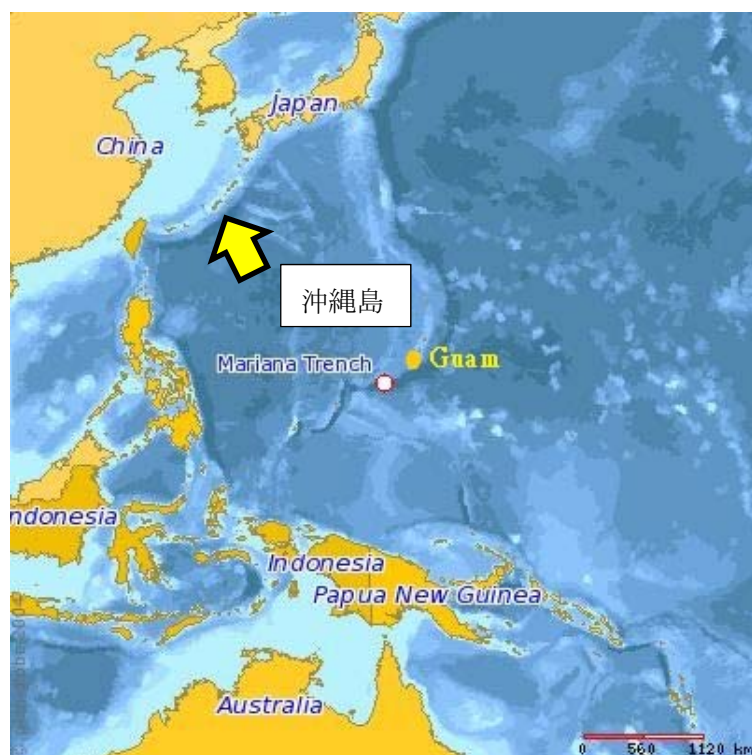 Japan
China
沖縄島
Mariana Trench
Guam
ndonesia
Indonesia
Papua New Guinea
Australia
0 560 1120 km